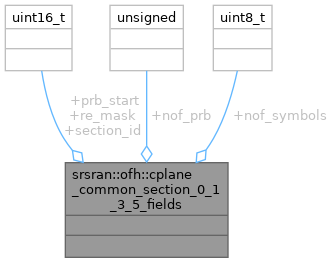 uint16_t
unsigned
uint8_t
+prb_start
+re_mask
+section_id
+nof_prb
+nof_symbols
srsran::ofh::cplane
_common_section_0_1
_3_5_fields